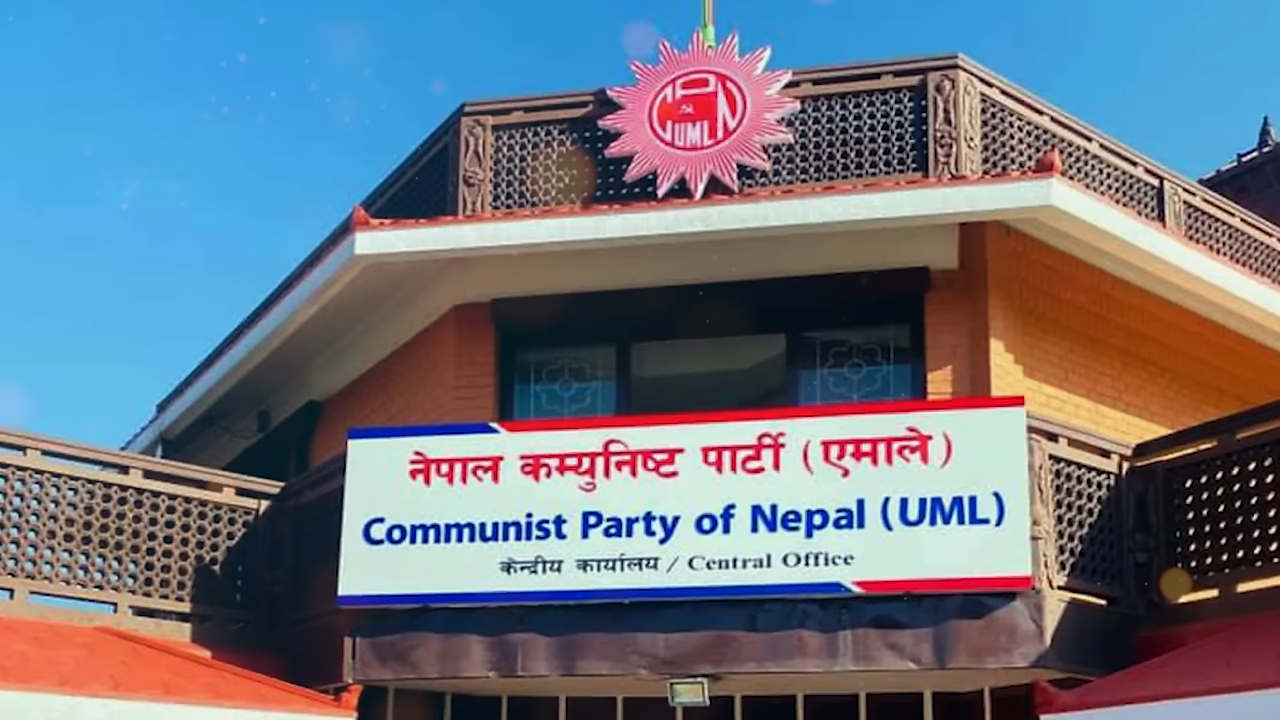 CPN
UML
नेपाल कम्युनिष्ट पार्टी (एमाले)
Communist Party of Nepal (UML)
केन्द्रीय कार्यालय / Central Office